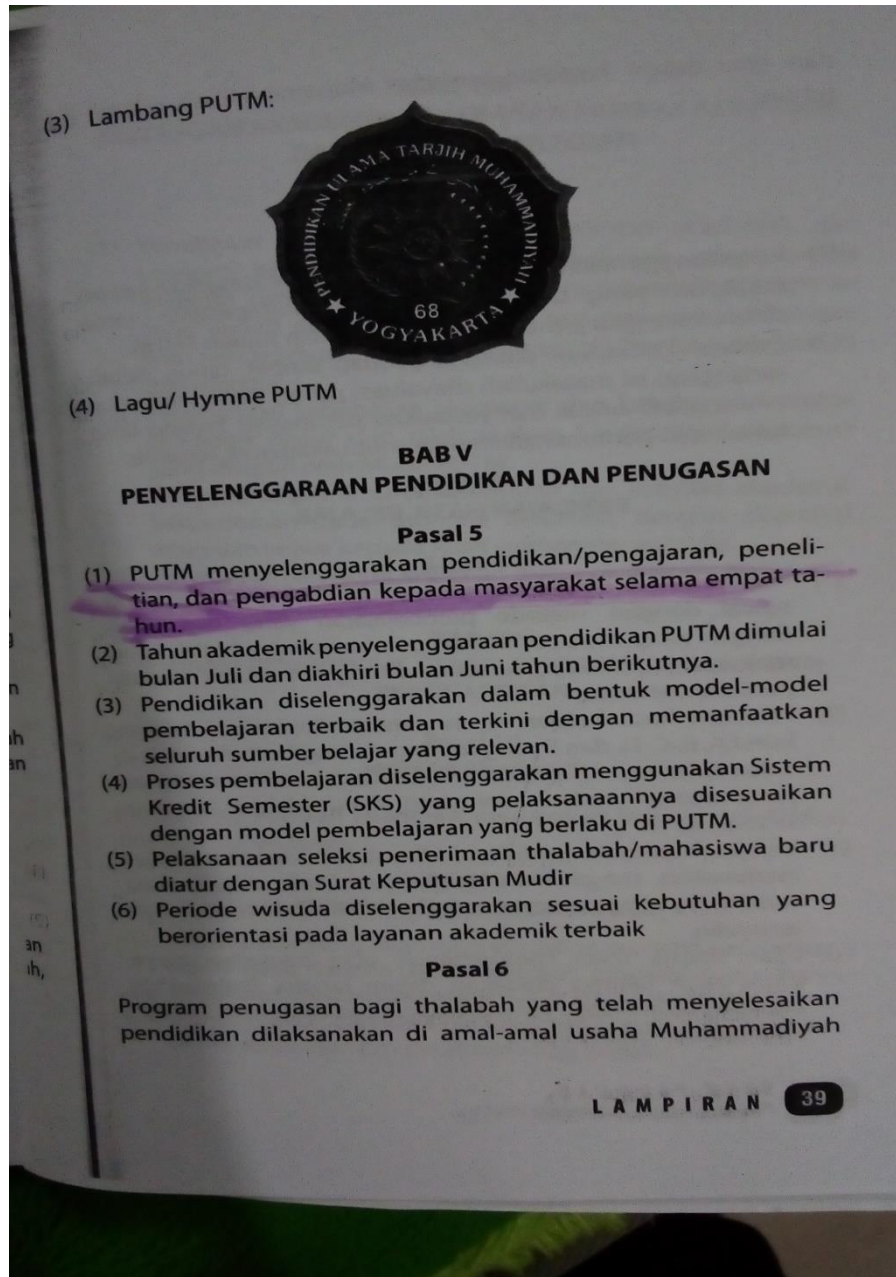 (3) Lambang PUTM:
PENDIDIKAN ULAMA TARJIH MUHAMMADIYAH
68
YOGYAKARTA
(4) Lagu/ Hymne PUTM
BAB V
PENYELENGGARAAN PENDIDIKAN DAN PENUGASAN
Pasal 5
(1) PUTM menyelenggarakan pendidikan/pengajaran, peneli-
tian, dan pengabdian kepada masyarakat selama empat ta-
hun.
(2) Tahun akademik penyelenggaraan pendidikan PUTM dimulai
bulan Juli dan diakhiri bulan Juni tahun berikutnya.
(3) Pendidikan diselenggarakan dalam bentuk model-model
pembelajaran terbaik dan terkini dengan memanfaatkan
seluruh sumber belajar yang relevan.
(4) Proses pembelajaran diselenggarakan menggunakan Sistem
Kredit Semester (SKS) yang pelaksanaannya disesuaikan
dengan model pembelajaran yang berlaku di PUTM.
(5) Pelaksanaan seleksi penerimaan thalabah/mahasiswa baru
diatur dengan Surat Keputusan Mudir
(6) Periode wisuda diselenggarakan sesuai kebutuhan yang
berorientasi pada layanan akademik terbaik
Pasal 6
Program penugasan bagi thalabah yang telah menyelesaikan
pendidikan dilaksanakan di amal-amal usaha Muhammadiyah
LAMPIRAN 39